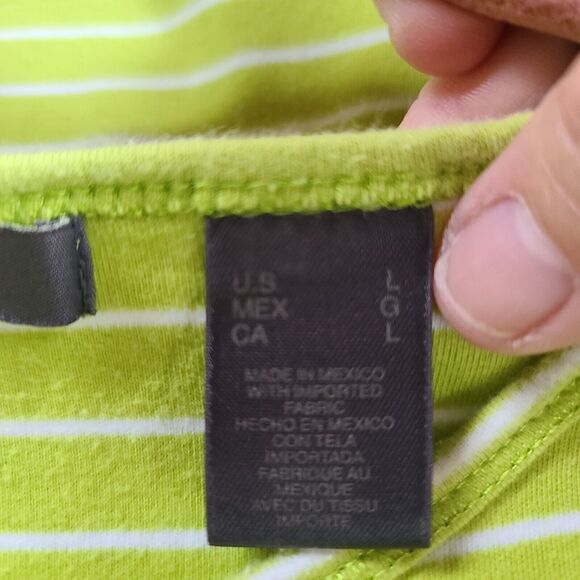 U.S. L
MEX G
CA L
MADE IN MEXICO
WITH IMPORTED
FABRIC
HECHO EN MEXICO
CON TELA
IMPORTADA
FABRIQUE AU
MEXIQUE
AVEC DU TISSU
IMPORTE